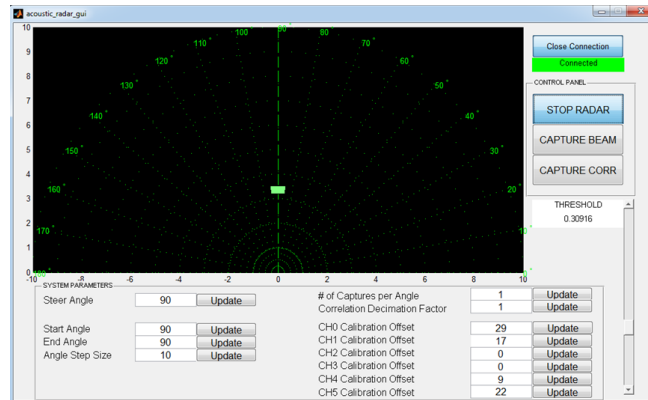 acoustic_radar_gui
10
9
8
7
6
5
4
3
2
1
0
-10 -8 -6 -4 -2 0 2 4 6 8 10
180°
170°
160°
150°
140°
130°
120°
110°
100°
90°
80°
70°
60°
50°
40°
30°
20°
10°
0°
Close Connection
Connected
CONTROL PANEL
STOP RADAR
CAPTURE BEAM
CAPTURE CORR
THRESHOLD
0.30916
SYSTEM PARAMETERS
Steer Angle 90 Update
Start Angle 90 Update
End Angle 90 Update
Angle Step Size 10 Update
# of Captures per Angle 1 Update
Correlation Decimation Factor 1 Update
CH0 Calibration Offset 29 Update
CH1 Calibration Offset 17 Update
CH2 Calibration Offset 0 Update
CH3 Calibration Offset 0 Update
CH4 Calibration Offset 9 Update
CH5 Calibration Offset 22 Update